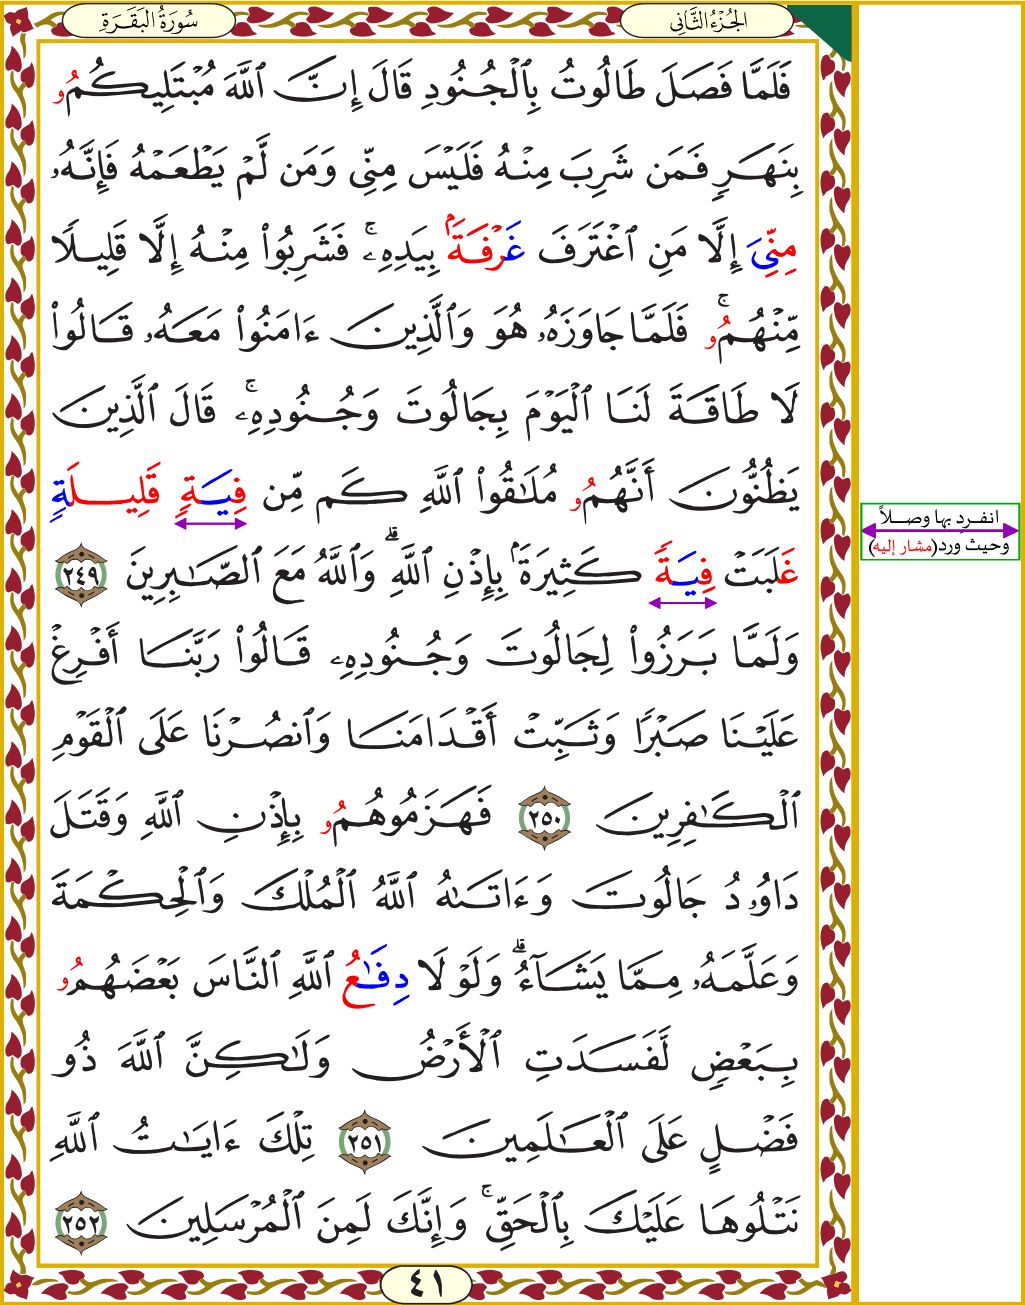 سُورَةُ البَقَرَةِ
الجُزْءُ الثَّانِي
فَلَمَّا فَصَلَ طَالُوتُ بِٱلْجُنُودِ قَالَ إِنَّ ٱللَّهَ مُبْتَلِيكُمُۥ
بِنَهَرٍ فَمَن شَرِبَ مِنْهُ فَلَيْسَ مِنِّي وَمَن لَّمْ يَطْعَمْهُ فَإِنَّهُۥ
مِنِّيَ إِلَّا مَنِ ٱغْتَرَفَ غَرْفَةَۢ بِيَدِهِۦۚ فَشَرِبُوا۟ مِنْهُ إِلَّا قَلِيلًا
مِّنْهُمُۥۚ فَلَمَّا جَاوَزَهُۥ هُوَ وَٱلَّذِينَ ءَامَنُوا۟ مَعَهُۥ قَالُوا۟
لَا طَاقَةَ لَنَا ٱلْيَوْمَ بِجَالُوتَ وَجُنُودِهِۦۚ قَالَ ٱلَّذِينَ
يَظُنُّونَ أَنَّهُمُۥ مُلَـٰقُوا۟ ٱللَّهِ كَم مِّن فِيَةٍ قَلِيلَةٍ
غَلَبَتْ فِيَةً كَثِيرَةَۢ بِإِذْنِ ٱللَّهِۗ وَٱللَّهُ مَعَ ٱلصَّـٰبِرِينَ ٢٤٩
وَلَمَّا بَرَزُوا۟ لِجَالُوتَ وَجُنُودِهِۦ قَالُوا۟ رَبَّنَا أَفْرِغْ
عَلَيْنَا صَبْرًا وَثَبِّتْ أَقْدَامَنَا وَٱنصُرْنَا عَلَى ٱلْقَوْمِ
ٱلْكَـٰفِرِينَ ٢٥٠ فَهَزَمُوهُمُۥ بِإِذْنِ ٱللَّهِ وَقَتَلَ
دَاوُۥدُ جَالُوتَ وَءَاتَـٰهُ ٱللَّهُ ٱلْمُلْكَ وَٱلْحِكْمَةَ
وَعَلَّمَهُۥ مِمَّا يَشَآءُۗ وَلَوْلَا دِفَـٰعُ ٱللَّهِ ٱلنَّاسَ بَعْضَهُمُۥ
بِبَعْضٍ لَّفَسَدَتِ ٱلْأَرْضُ وَلَـٰكِنَّ ٱللَّهَ ذُو
فَضْلٍ عَلَى ٱلْعَـٰلَمِينَ ٢٥١ تِلْكَ ءَايَـٰتُ ٱللَّهِ
نَتْلُوهَا عَلَيْكَ بِٱلْحَقِّۚ وَإِنَّكَ لَمِنَ ٱلْمُرْسَلِينَ ٢٥٢
٤١
انفردِ بها وصلاً
وحيث ورد(مشار إليه)